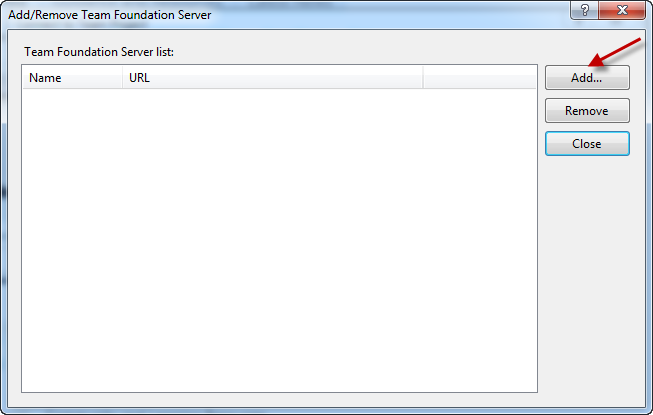 Add/Remove Team Foundation Server
Team Foundation Server list:
Name URL
Add...
Remove
Close